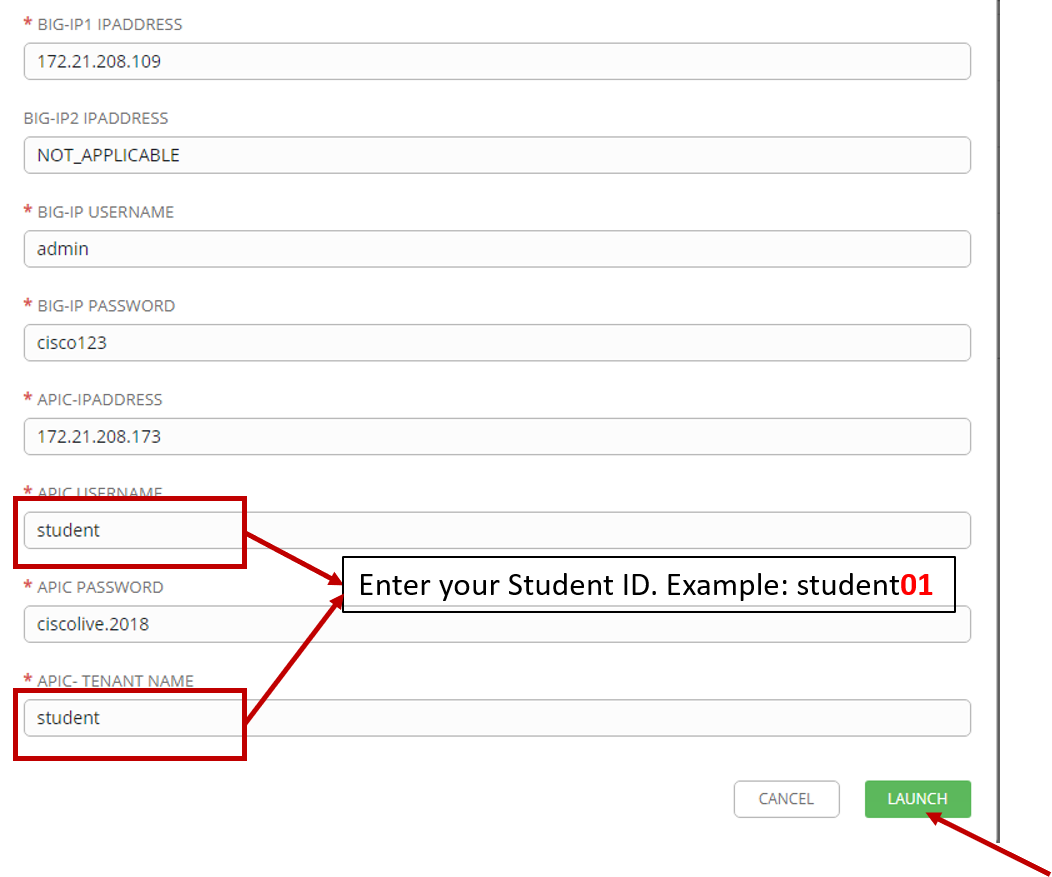 * BIG-IP1 IPADDRESS
172.21.208.109
BIG-IP2 IPADDRESS
NOT_APPLICABLE
* BIG-IP USERNAME
admin
* BIG-IP PASSWORD
cisco123
* APIC-IPADDRESS
172.21.208.173
* APIC USERNAME
student
Enter your Student ID. Example: student01
* APIC PASSWORD
ciscolive.2018
* APIC- TENANT NAME
student
CANCEL
LAUNCH